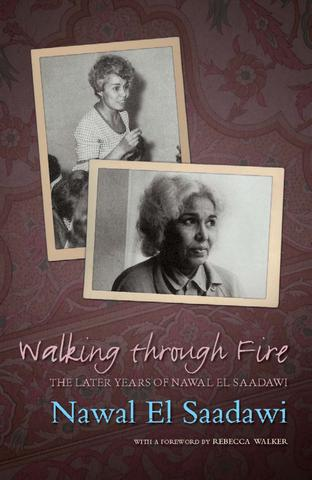 Walking through Fire
THE LATER YEARS OF NAWAL EL SAADAWI
Nawal El Saadawi
WITH A FOREWORD BY REBECCA WALKER